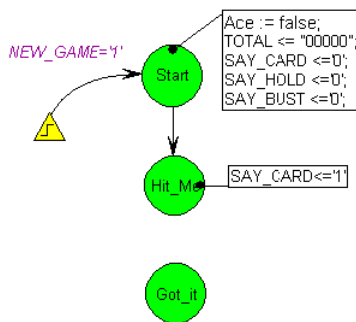 Ace := false;
TOTAL <= "00000";
SAY_CARD <='0';
SAY_HOLD <='0';
SAY_BUST <='0';
NEW_GAME='1'
Start
Hit_Me
SAY_CARD<='1'
Got_it